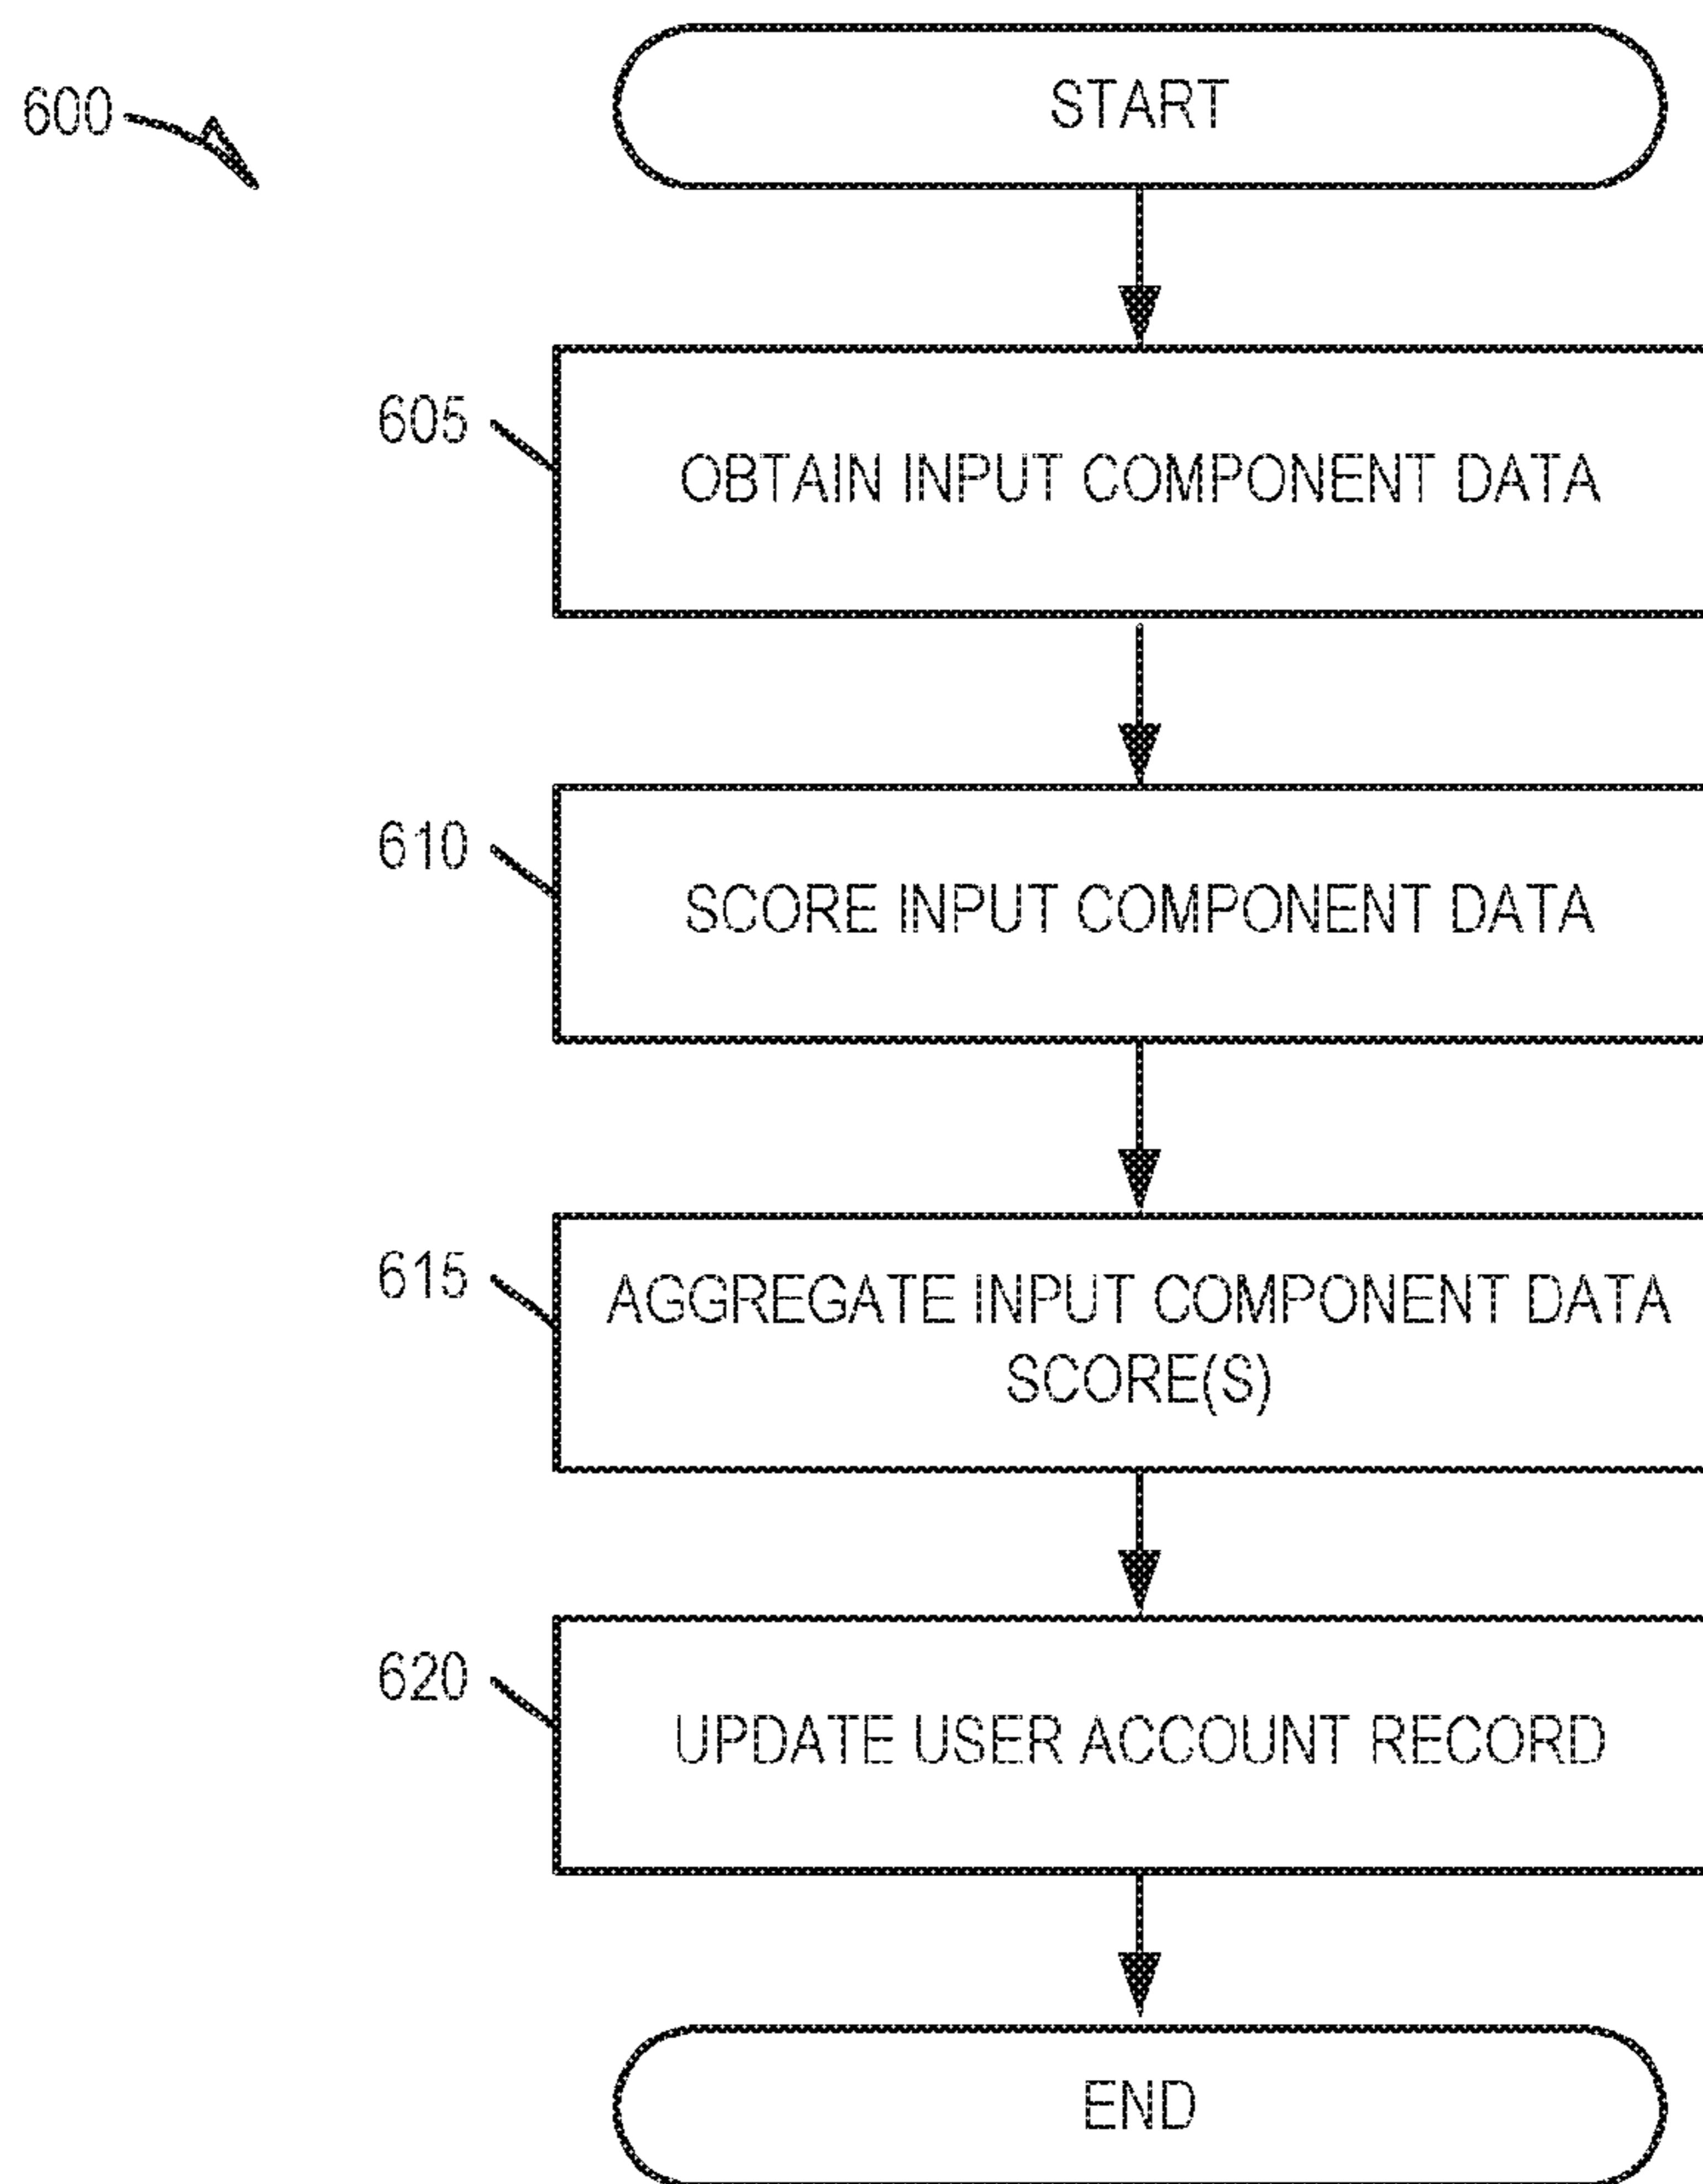 600
START
605
OBTAIN INPUT COMPONENT DATA
610
SCORE INPUT COMPONENT DATA
615
AGGREGATE INPUT COMPONENT DATA
SCORE(S)
620
UPDATE USER ACCOUNT RECORD
END